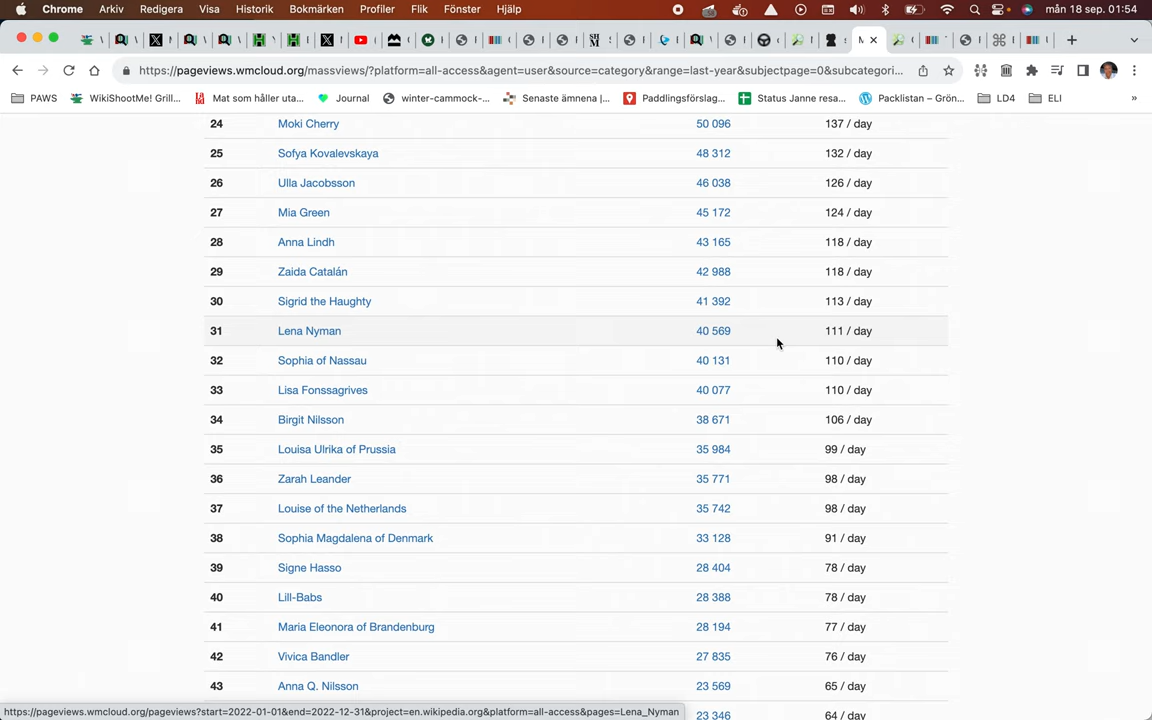 Chrome Arkiv Redigera Visa Historik Bokmärken Profiler Flik Fönster Hjälp mån 18 sep. 01:54
https://pageviews.wmcloud.org/massviews/?platform=all-access&agent=user&source=category&range=last-year&subjectpage=0&subcategori...
PAWS WikiShootMe! Grill... Mat som håller uta... Journal winter-cammock-... Senaste ämnena |... Paddlingsförslag... Status Janne resa... Packlistan – Grön... LD4 ELI »
24 Moki Cherry 50 096 137 / day
25 Sofya Kovalevskaya 48 312 132 / day
26 Ulla Jacobsson 46 038 126 / day
27 Mia Green 45 172 124 / day
28 Anna Lindh 43 165 118 / day
29 Zaida Catalán 42 988 118 / day
30 Sigrid the Haughty 41 392 113 / day
31 Lena Nyman 40 569 111 / day
32 Sophia of Nassau 40 131 110 / day
33 Lisa Fonssagrives 40 077 110 / day
34 Birgit Nilsson 38 671 106 / day
35 Louisa Ulrika of Prussia 35 984 99 / day
36 Zarah Leander 35 771 98 / day
37 Louise of the Netherlands 35 742 98 / day
38 Sophia Magdalena of Denmark 33 128 91 / day
39 Signe Hasso 28 404 78 / day
40 Lill-Babs 28 388 78 / day
41 Maria Eleonora of Brandenburg 28 194 77 / day
42 Vivica Bandler 27 835 76 / day
43 Anna Q. Nilsson 23 569 65 / day
23 346 64 / day
https://pageviews.wmcloud.org/pageviews?start=2022-01-01&end=2022-12-31&project=en.wikipedia.org&platform=all-access&pages=Lena_Nyman